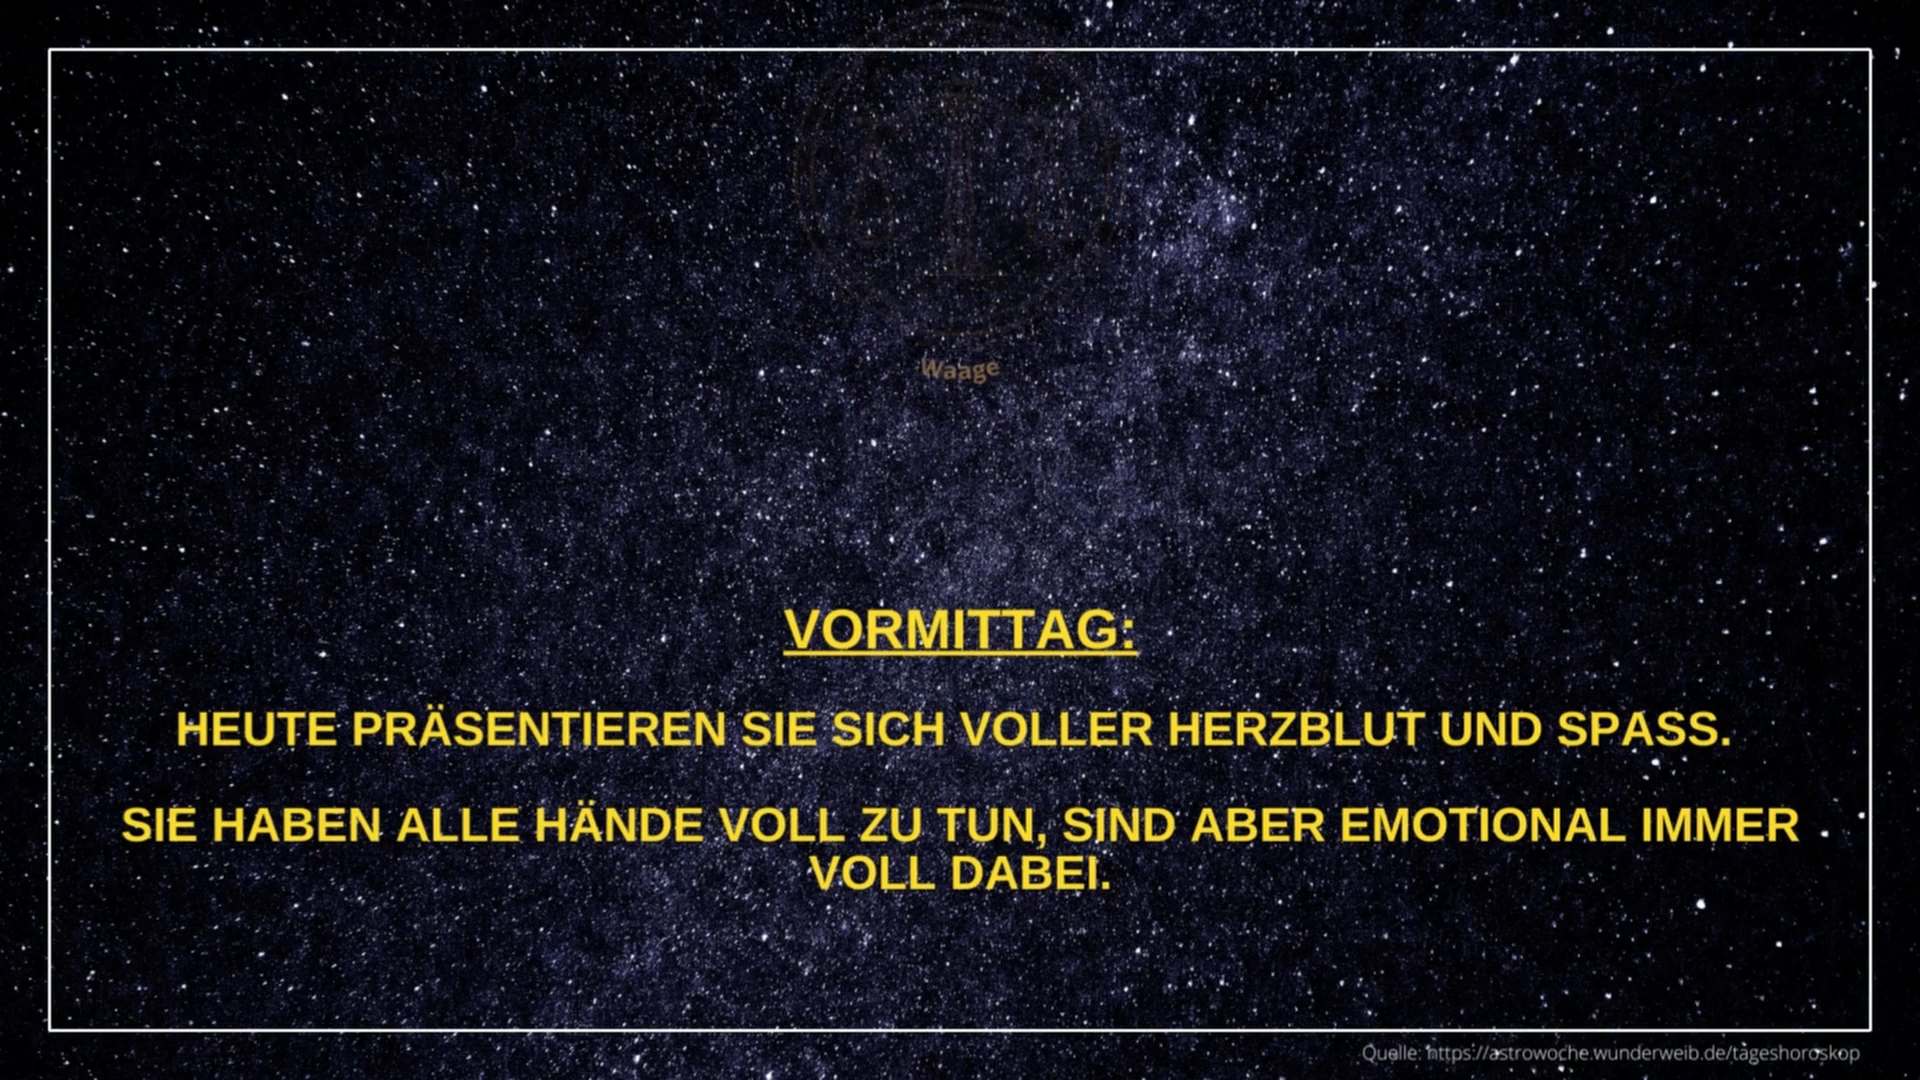 Waage
VORMITTAG:
HEUTE PRÄSENTIEREN SIE SICH VOLLER HERZBLUT UND SPASS.
SIE HABEN ALLE HÄNDE VOLL ZU TUN, SIND ABER EMOTIONAL IMMER
VOLL DABEI.
Quelle: https://astrowoche.wunderweib.de/tageshoroskop